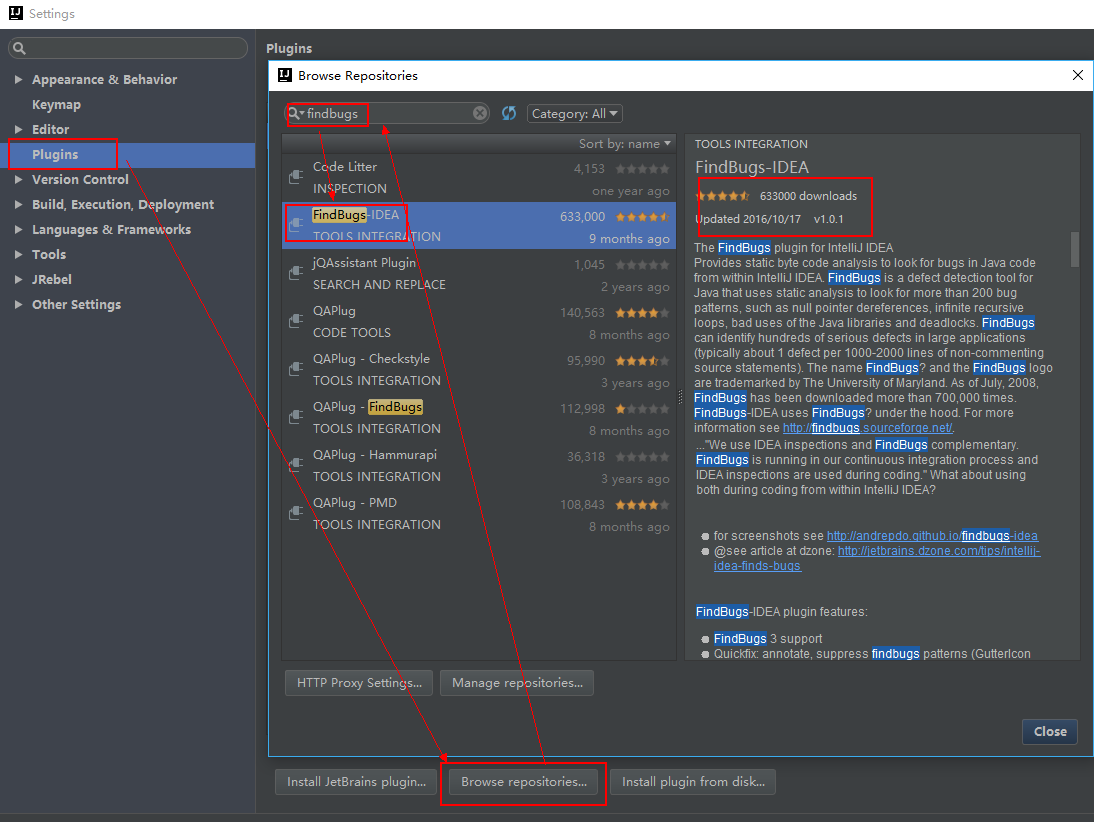 Settings
Appearance & Behavior
Keymap
Editor
Plugins
Version Control
Build, Execution, Deployment
Languages & Frameworks
Tools
JRebel
Other Settings
Plugins
Browse Repositories
findbugs
Category: All
Sort by: name
Code Litter 4,153
INSPECTION one year ago
FindBugs-IDEA 633,000
TOOLS INTEGRATION 9 months ago
jQAssistant Plugin 1,045
SEARCH AND REPLACE 2 years ago
QAPlug 140,563
CODE TOOLS 8 months ago
QAPlug - Checkstyle 95,990
TOOLS INTEGRATION 3 years ago
QAPlug - FindBugs 112,998
TOOLS INTEGRATION 8 months ago
QAPlug - Hammurapi 36,318
TOOLS INTEGRATION 3 years ago
QAPlug - PMD 108,843
TOOLS INTEGRATION 8 months ago
TOOLS INTEGRATION
FindBugs-IDEA
633000 downloads
Updated 2016/10/17 v1.0.1
The FindBugs plugin for IntelliJ IDEA
Provides static byte code analysis to look for bugs in Java code
from within IntelliJ IDEA. FindBugs is a defect detection tool for
Java that uses static analysis to look for more than 200 bug
patterns, such as null pointer dereferences, infinite recursive
loops, bad uses of the Java libraries and deadlocks. FindBugs
can identify hundreds of serious defects in large applications
(typically about 1 defect per 1000-2000 lines of non-commenting
source statements). The name FindBugs? and the FindBugs logo
are trademarked by The University of Maryland. As of July, 2008,
FindBugs has been downloaded more than 700,000 times.
FindBugs-IDEA uses FindBugs? under the hood. For more
information see http://findbugs.sourceforge.net/.
..."We use IDEA inspections and FindBugs complementary.
FindBugs is running in our continuous integration process and
IDEA inspections are used during coding." What about using
both during coding from within IntelliJ IDEA?
for screenshots see http://andrepdo.github.io/findbugs-idea
@see article at dzone: http://jetbrains.dzone.com/tips/intellij-
idea-finds-bugs
FindBugs-IDEA plugin features:
FindBugs 3 support
Quickfix: annotate, suppress findbugs patterns (GutterIcon
HTTP Proxy Settings...
Manage repositories...
Close
Install JetBrains plugin...
Browse repositories...
Install plugin from disk...